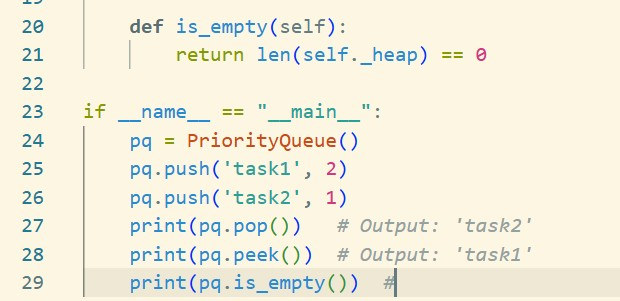 20 def is_empty(self):
21 return len(self._heap) == 0
22
23 if __name__ == "__main__":
24 pq = PriorityQueue()
25 pq.push('task1', 2)
26 pq.push('task2', 1)
27 print(pq.pop())   # Output: 'task2'
28 print(pq.peek())  # Output: 'task1'
29 print(pq.is_empty())  #